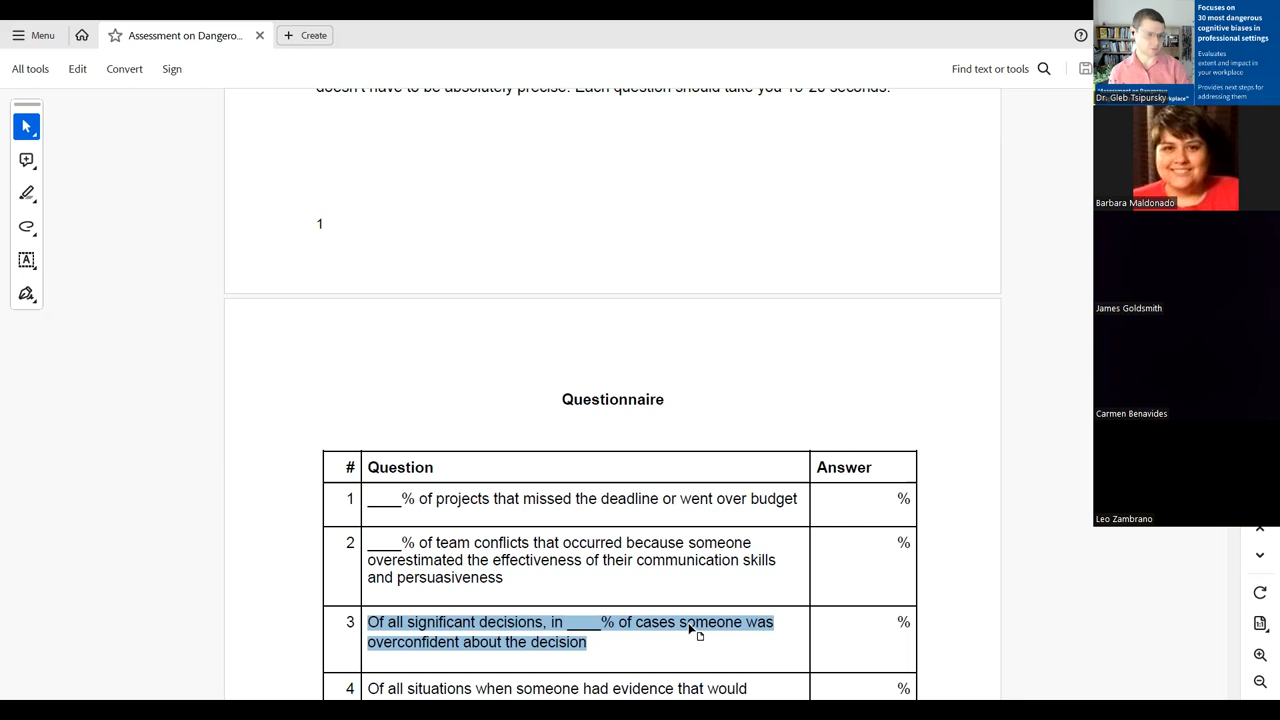 Menu
Assessment on Dangero...
Create
All tools
Edit
Convert
Sign
Find text or tools
doesn't have to be absolutely precise. Each question should take you 10-20 seconds.
1
Questionnaire
# Question Answer
1 ____% of projects that missed the deadline or went over budget %
2 ____% of team conflicts that occurred because someone %
overestimated the effectiveness of their communication skills
and persuasiveness
3 Of all significant decisions, in ____% of cases someone was %
overconfident about the decision
4 Of all situations when someone had evidence that would %
Focuses on
30 most dangerous
cognitive biases in
professional settings
Evaluates
extent and impact in
your workplace
Provides next steps for
addressing them
Dr. Gleb Tsipursky
Barbara Maldonado
James Goldsmith
Carmen Benavides
Leo Zambrano